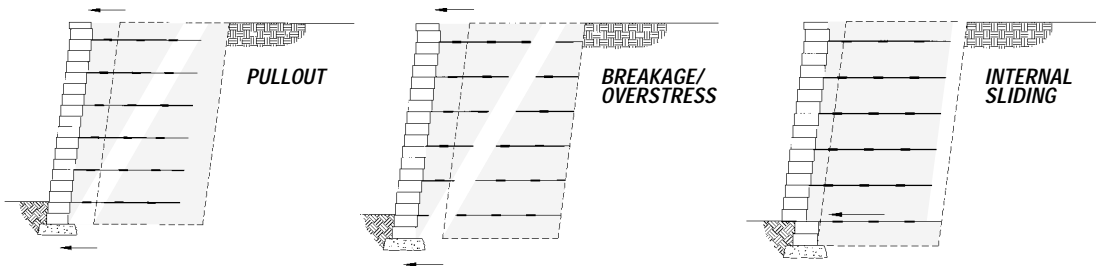 PULLOUT
BREAKAGE/
OVERSTRESS
INTERNAL
SLIDING